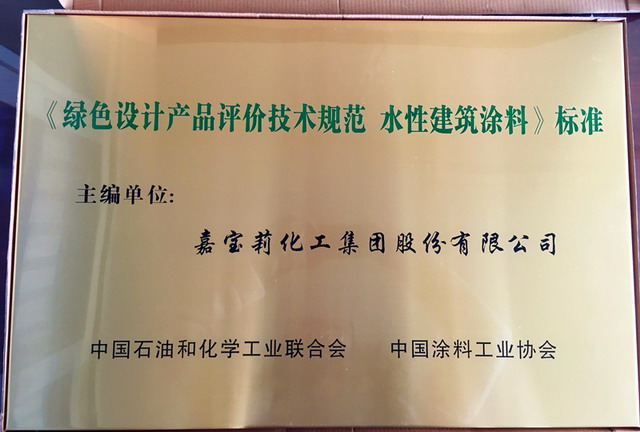 《绿色设计产品评价技术规范 水性建筑涂料》标准
主编单位:
嘉宝莉化工集团股份有限公司
中国石油和化学工业联合会 中国涂料工业协会